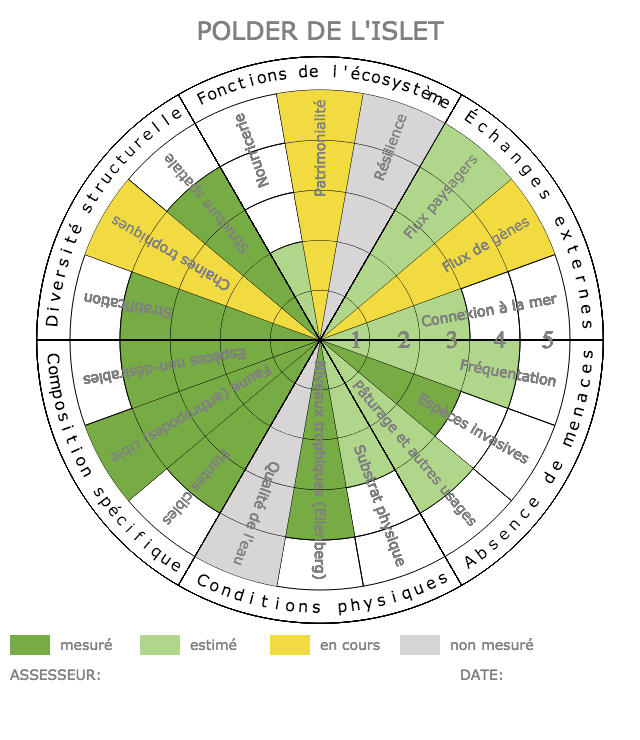 POLDER DE L'ISLET
Fonctions de l'écosystème
Échanges externes
Absence de menaces
Conditions physiques
Composition spécifique
Diversité structurelle
Nourricerie
Patrimonialité
Résilience
Flux paysagers
Flux de gènes
Connexion à la mer
1 2 3 4 5
Fréquentation
Espèces invasives
Pâturage et autres usages
Substrat physique
Niveaux trophiques (Ellenberg)
Qualité de l'eau
Plantes cibles
Faune (arthropodes) cible
Espèces non-désirables
Stratification
Chaînes trophiques
Structure spatiale
mesuré
estimé
en cours
non mesuré
ASSESSEUR:
DATE: